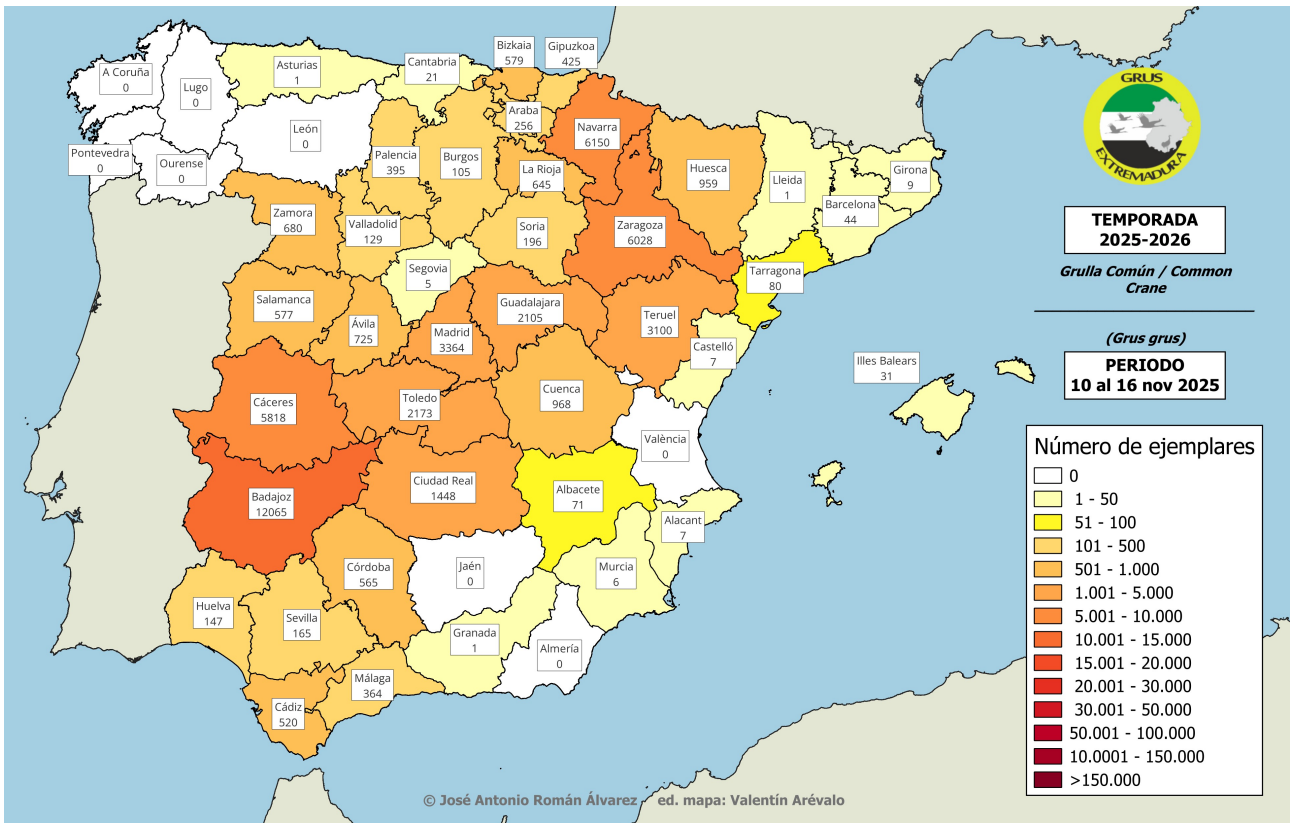 A Coruña
0
Lugo
0
Asturias
1
Cantabria
21
Bizkaia
579
Gipuzkoa
425
Pontevedra
0
Ourense
0
León
0
Palencia
395
Burgos
105
Araba
256
La Rioja
645
Navarra
6150
Huesca
959
Lleida
1
Girona
9
Barcelona
44
Zamora
680
Valladolid
129
Soria
196
Zaragoza
6028
Tarragona
80
Segovia
5
Salamanca
577
Ávila
725
Madrid
3364
Guadalajara
2105
Teruel
3100
Castelló
7
Illes Balears
31
Cáceres
5818
Toledo
2173
Cuenca
968
València
0
Badajoz
12065
Ciudad Real
1448
Albacete
71
Alacant
7
Córdoba
565
Jaén
0
Murcia
6
Huelva
147
Sevilla
165
Granada
1
Almería
0
Málaga
364
Cádiz
520
GRUS
EXTREMADURA
TEMPORADA
2025-2026
Grulla Común / Common
Crane
(Grus grus)
PERIODO
10 al 16 nov 2025
Número de ejemplares
0
1 - 50
51 - 100
101 - 500
501 - 1.000
1.001 - 5.000
5.001 - 10.000
10.001 - 15.000
15.001 - 20.000
20.001 - 30.000
30.001 - 50.000
50.001 - 100.000
10.0001 - 150.000
>150.000
© José Antonio Román Álvarez ed. mapa: Valentín Arévalo